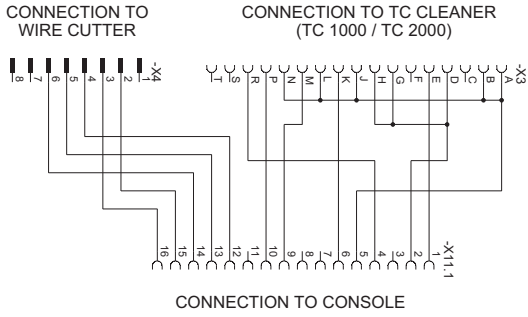 CONNECTION TO
WIRE CUTTER
CONNECTION TO TC CLEANER
(TC 1000 / TC 2000)
8 7 6 5 4 3 2 1 -X4
T S R P N M L K J H G F E D C B A -X3
16 15 14 13 12 11 10 9 8 7 6 5 4 3 2 1 -X11.1
CONNECTION TO CONSOLE